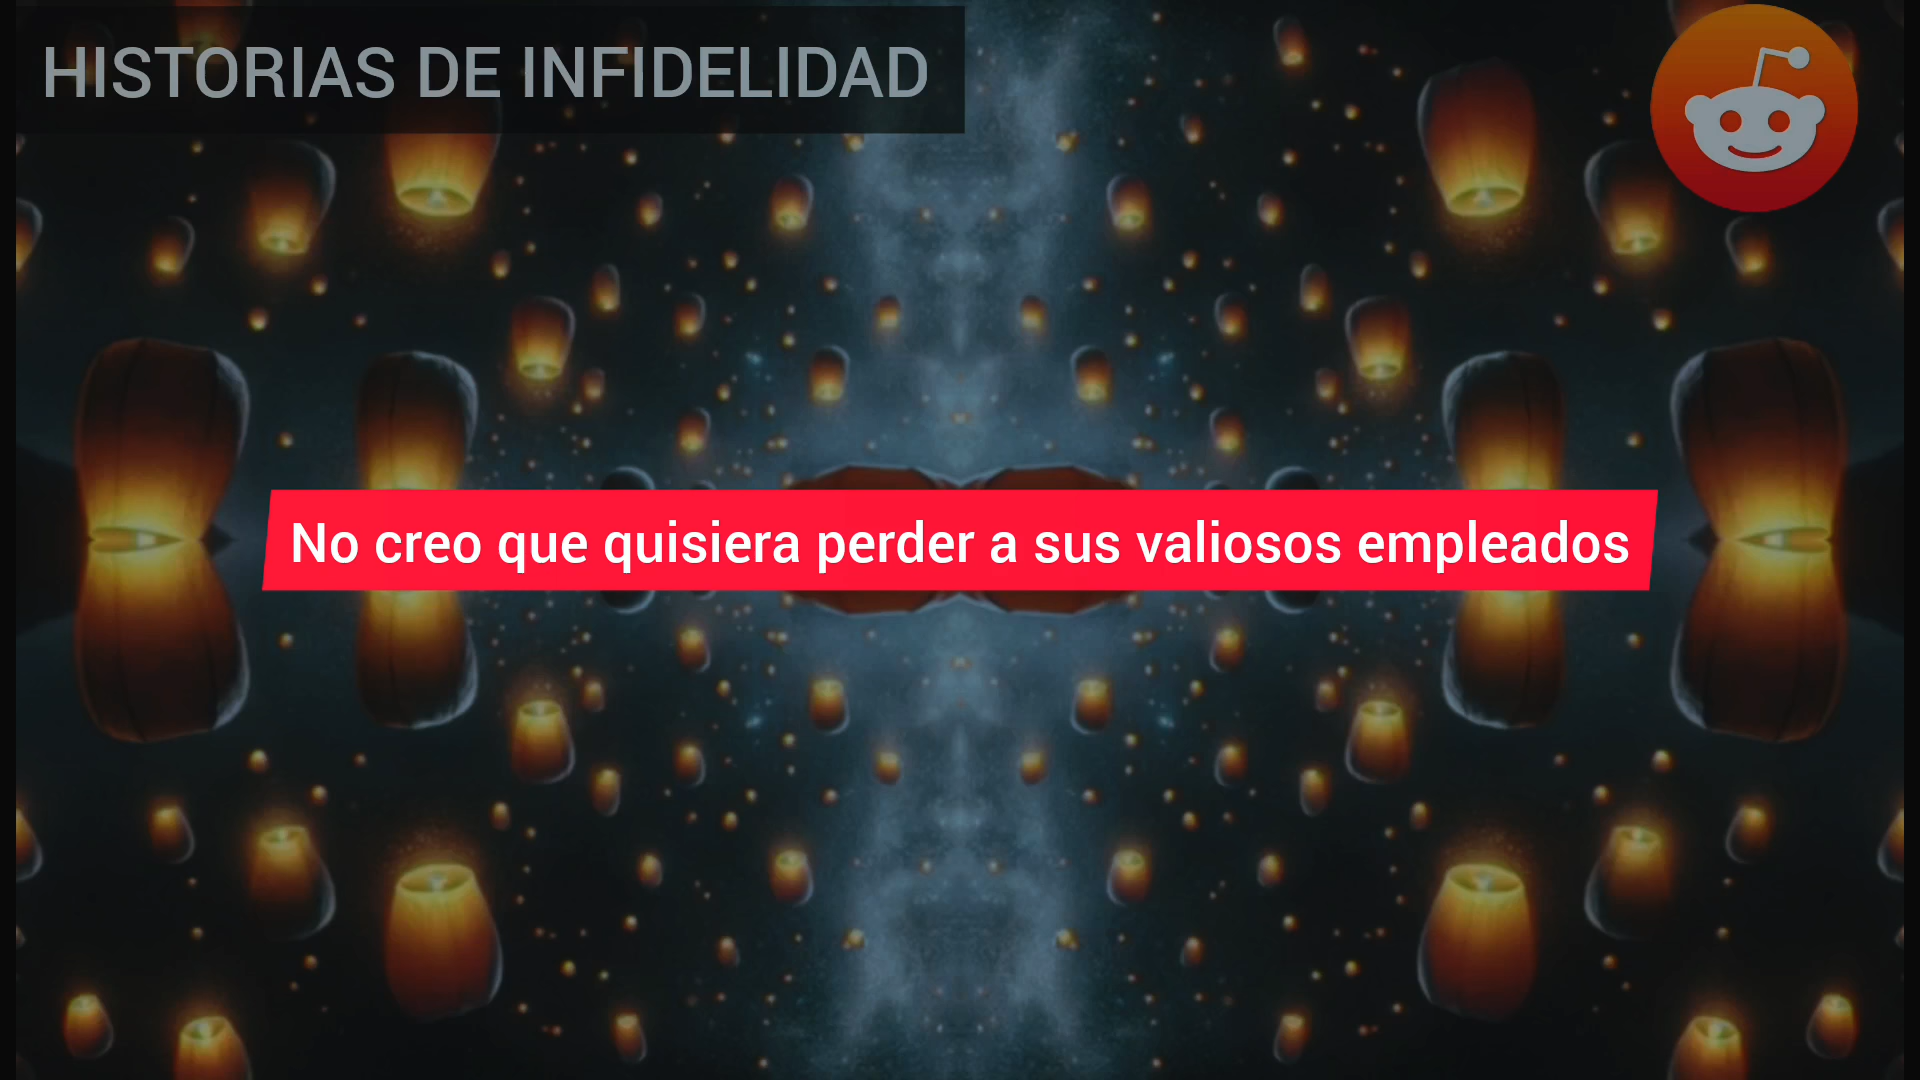 HISTORIAS DE INFIDELIDAD
No creo que quisiera perder a sus valiosos empleados